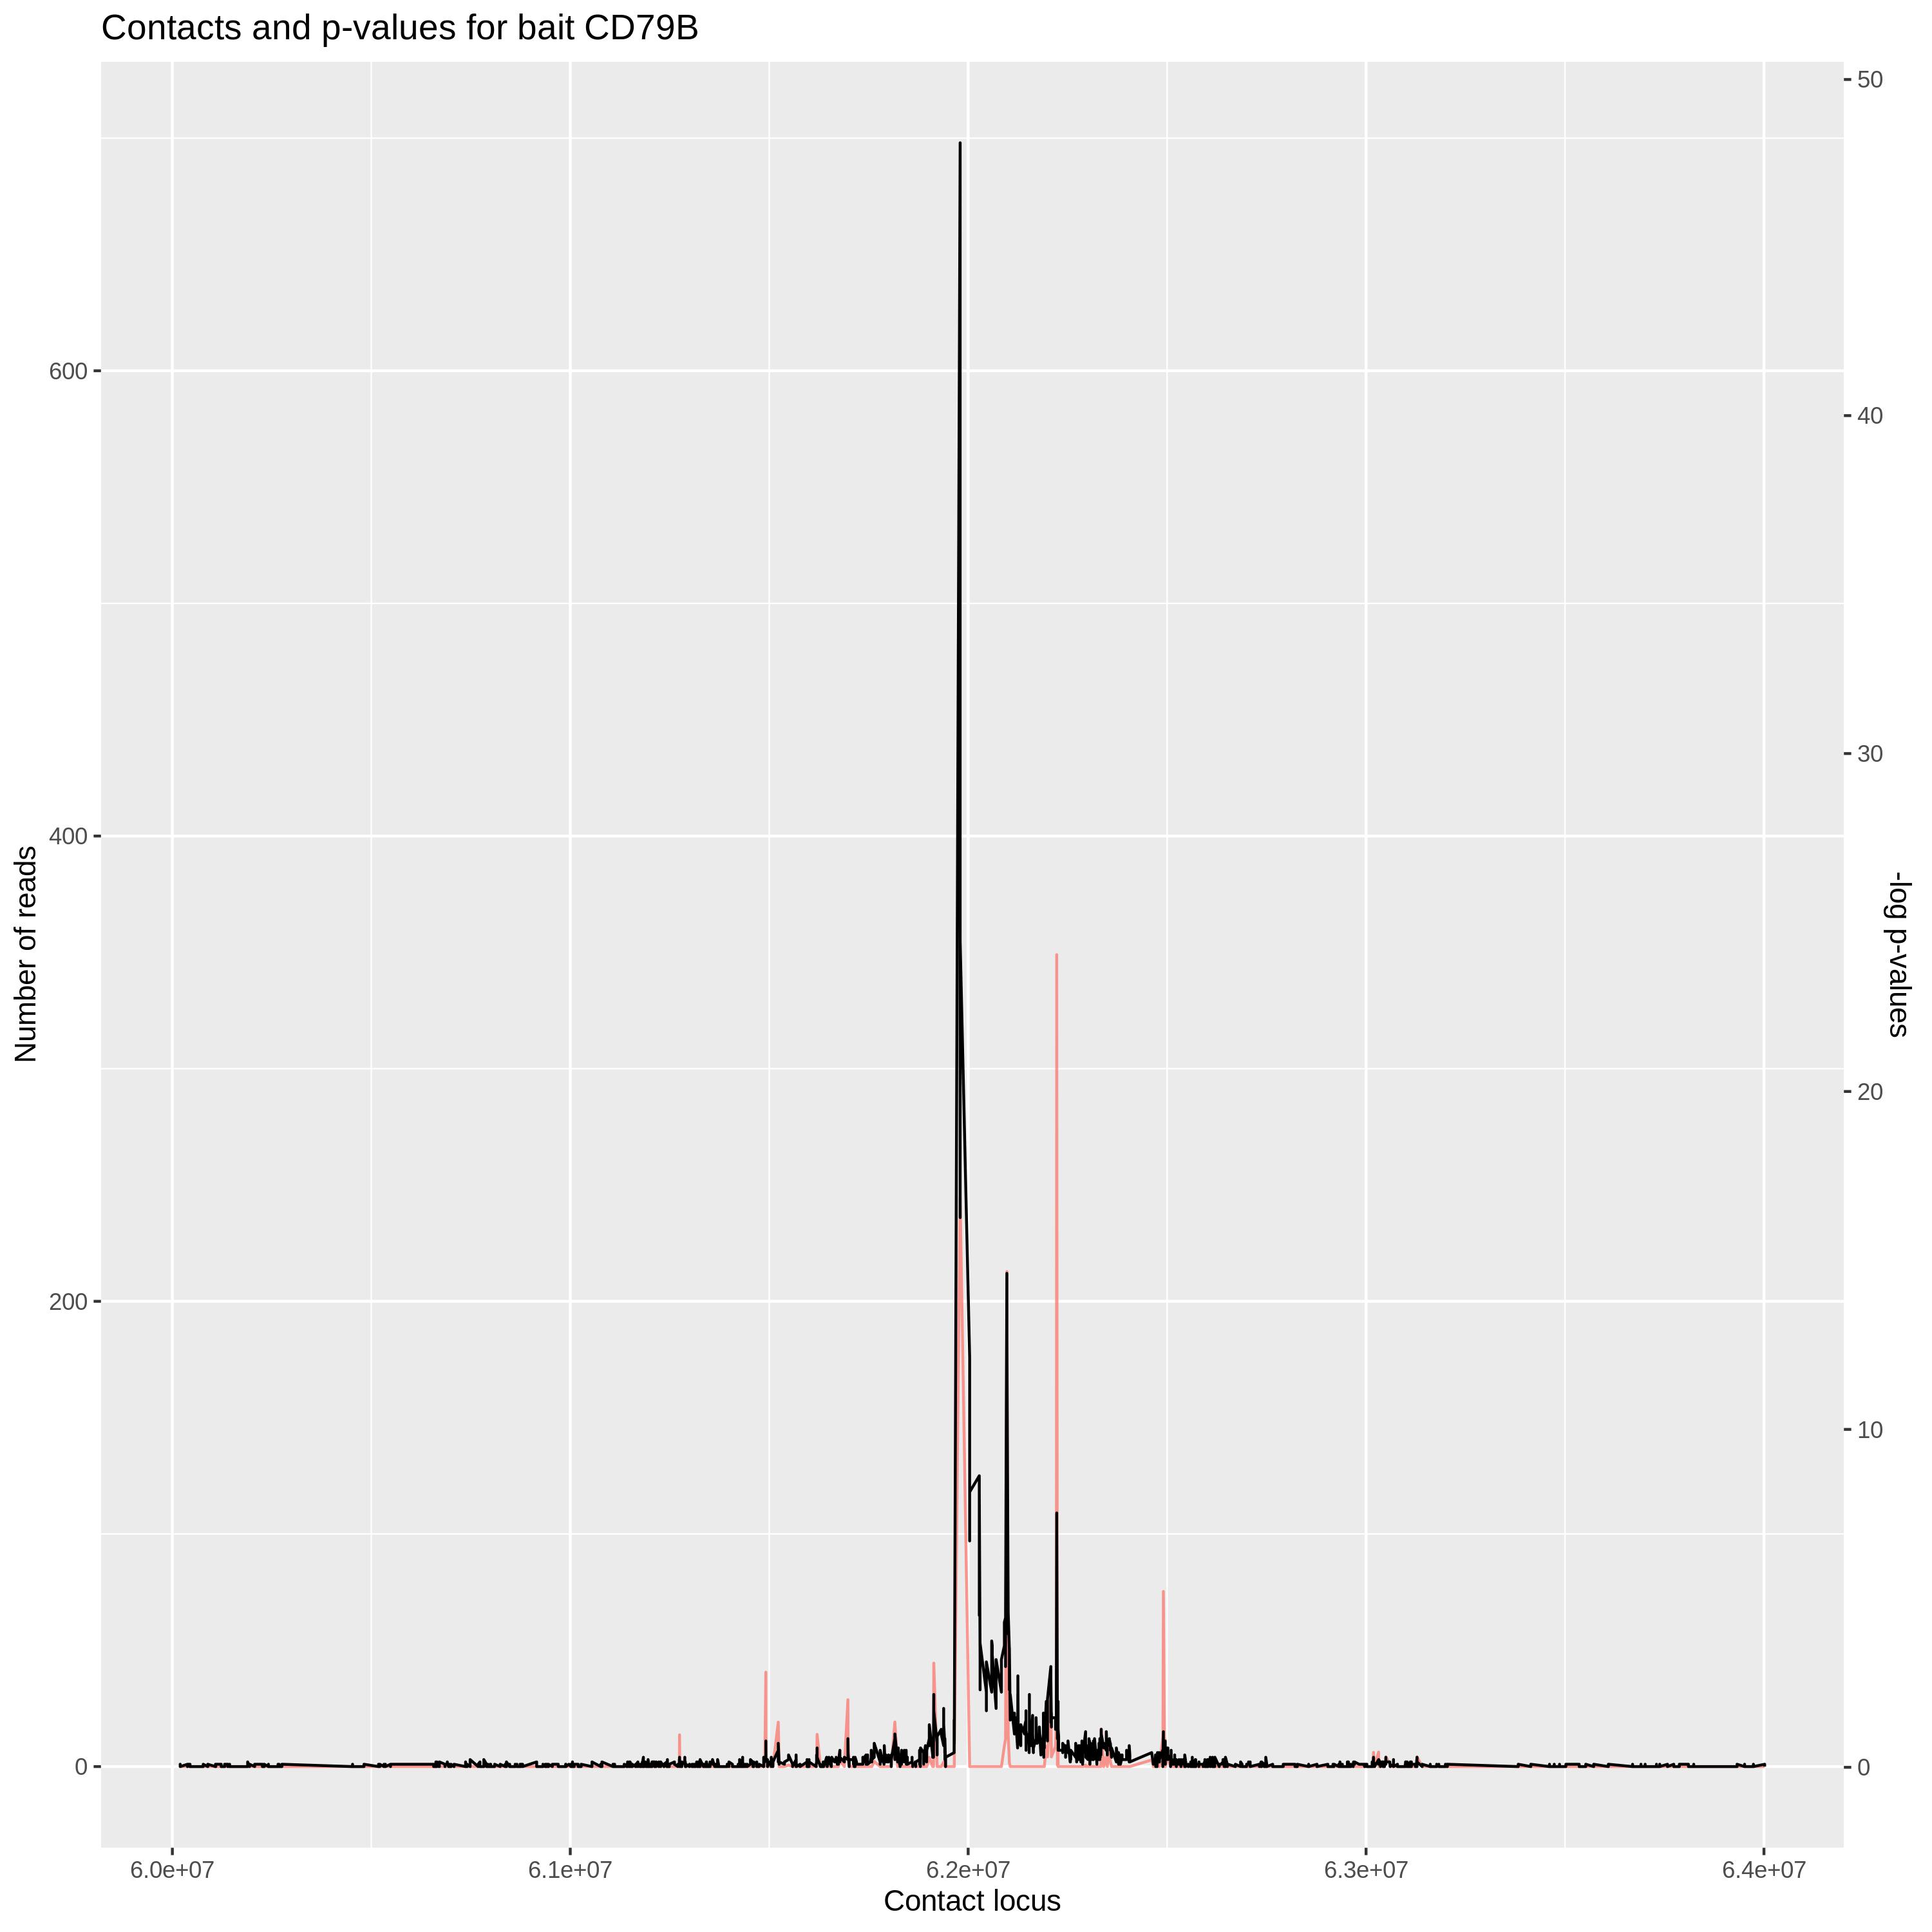 Contacts and p-values for bait CD79B
Number of reads
600
400
200
0
50
40
30
20
10
0
-log p-values
6.0e+07
6.1e+07
6.2e+07
6.3e+07
6.4e+07
Contact locus